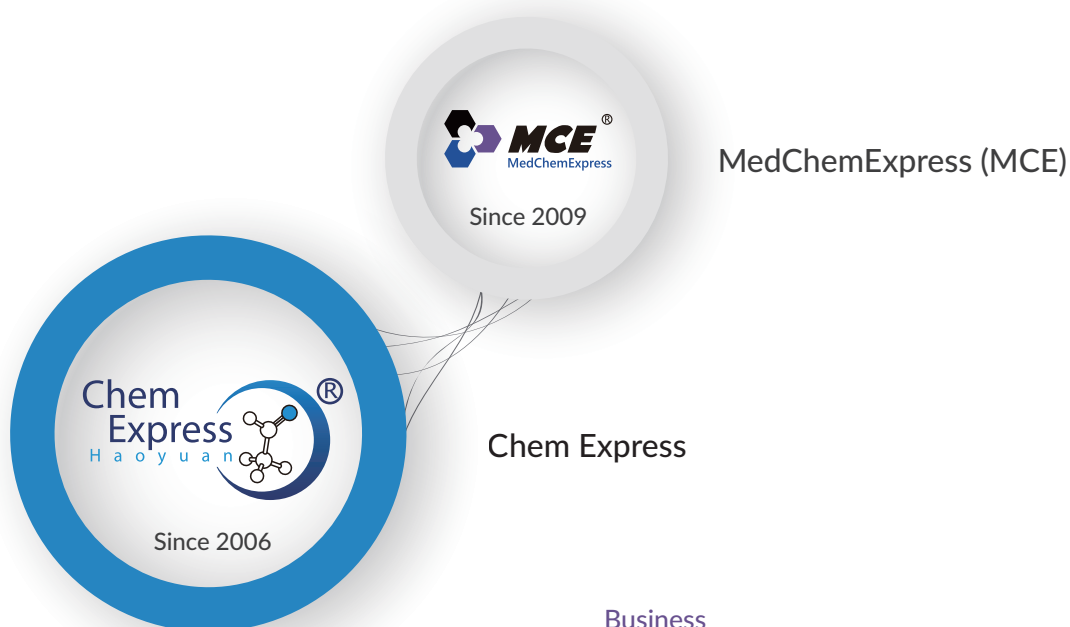 MCE ®
MedChemExpress
Since 2009
MedChemExpress (MCE)
Chem ®
Express
Haoyuan
Since 2006
Chem Express
Business